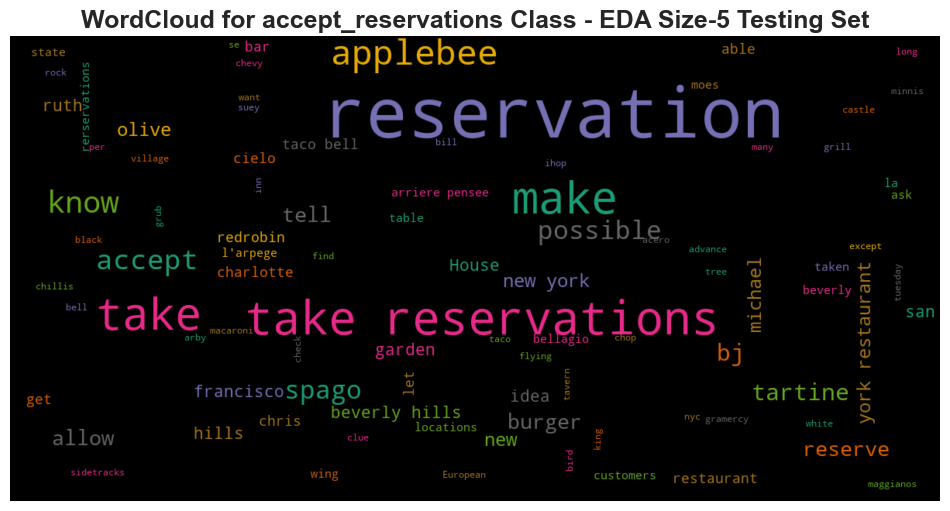 WordCloud for accept_reservations Class - EDA Size-5 Testing Set
state
se
bar
applebee
able
long
rock
chevy
rerservations
want
moes
minnis
ruth
suey
reservation
castle
olive
per
taco bell
bill
many
grill
village
cielo
ihop
inn
la
know
arriere pensee
make
ask
grub
tell
table
possible
black
redrobin
acero
except
accept
l'arpege
find
advance
charlotte
House
tree
taken
chillis
new york
michael
beverly
tuesday
york restaurant
bell
take
take reservations
san
arby
macaroni
check
taco
bellagio
chop
garden
flying
bj
francisco
spago
let
tavern
tartine
get
idea
beverly hills
chris
locations
burger
nyc
gramercy
white
allow
hills
clue
new
king
reserve
sidetracks
wing
European
bird
customers
restaurant
maggianos